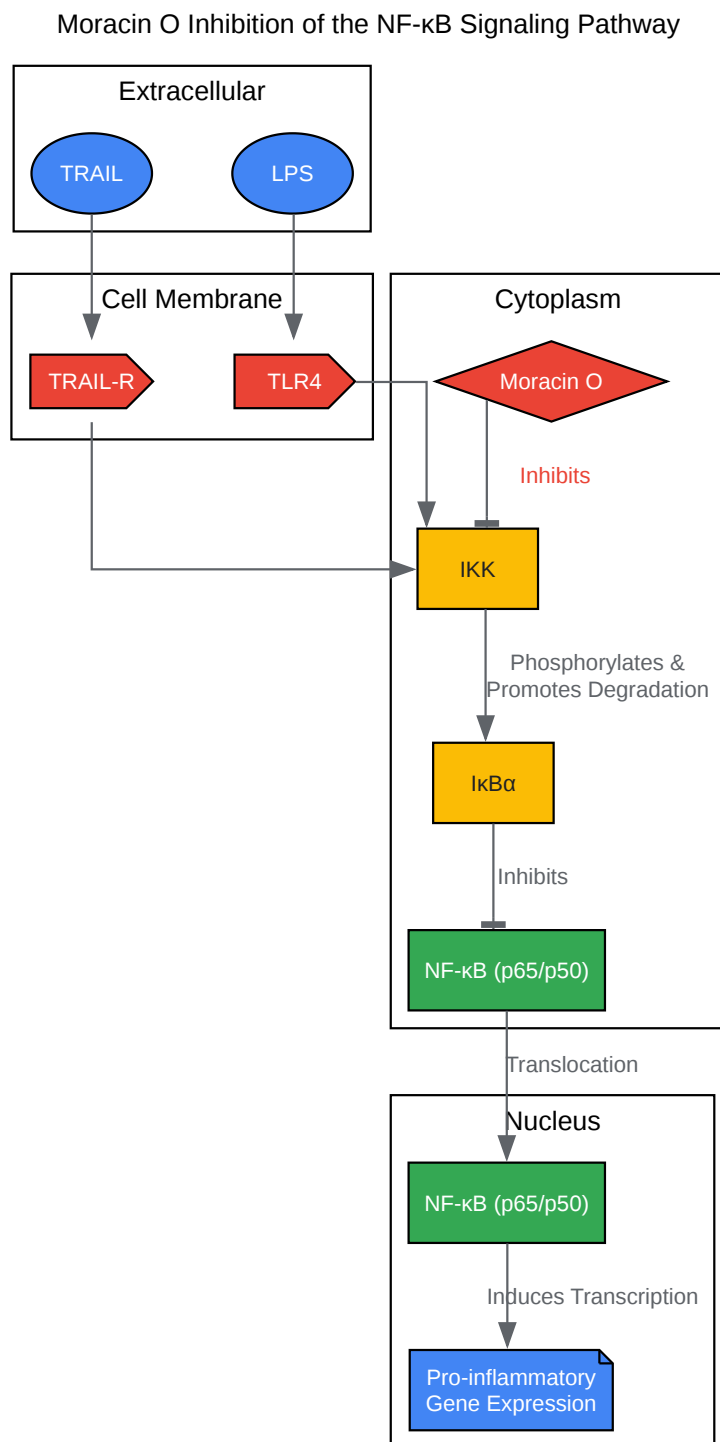 Moracin O Inhibition of the NF-κB Signaling Pathway
Extracellular
TRAIL
LPS
Cell Membrane
Cytoplasm
TRAIL-R
TLR4
Moracin O
Inhibits
IKK
Phosphorylates &
Promotes Degradation
IκBα
Inhibits
NF-κB (p65/p50)
Translocation
Nucleus
NF-κB (p65/p50)
Induces Transcription
Pro-inflammatory
Gene Expression